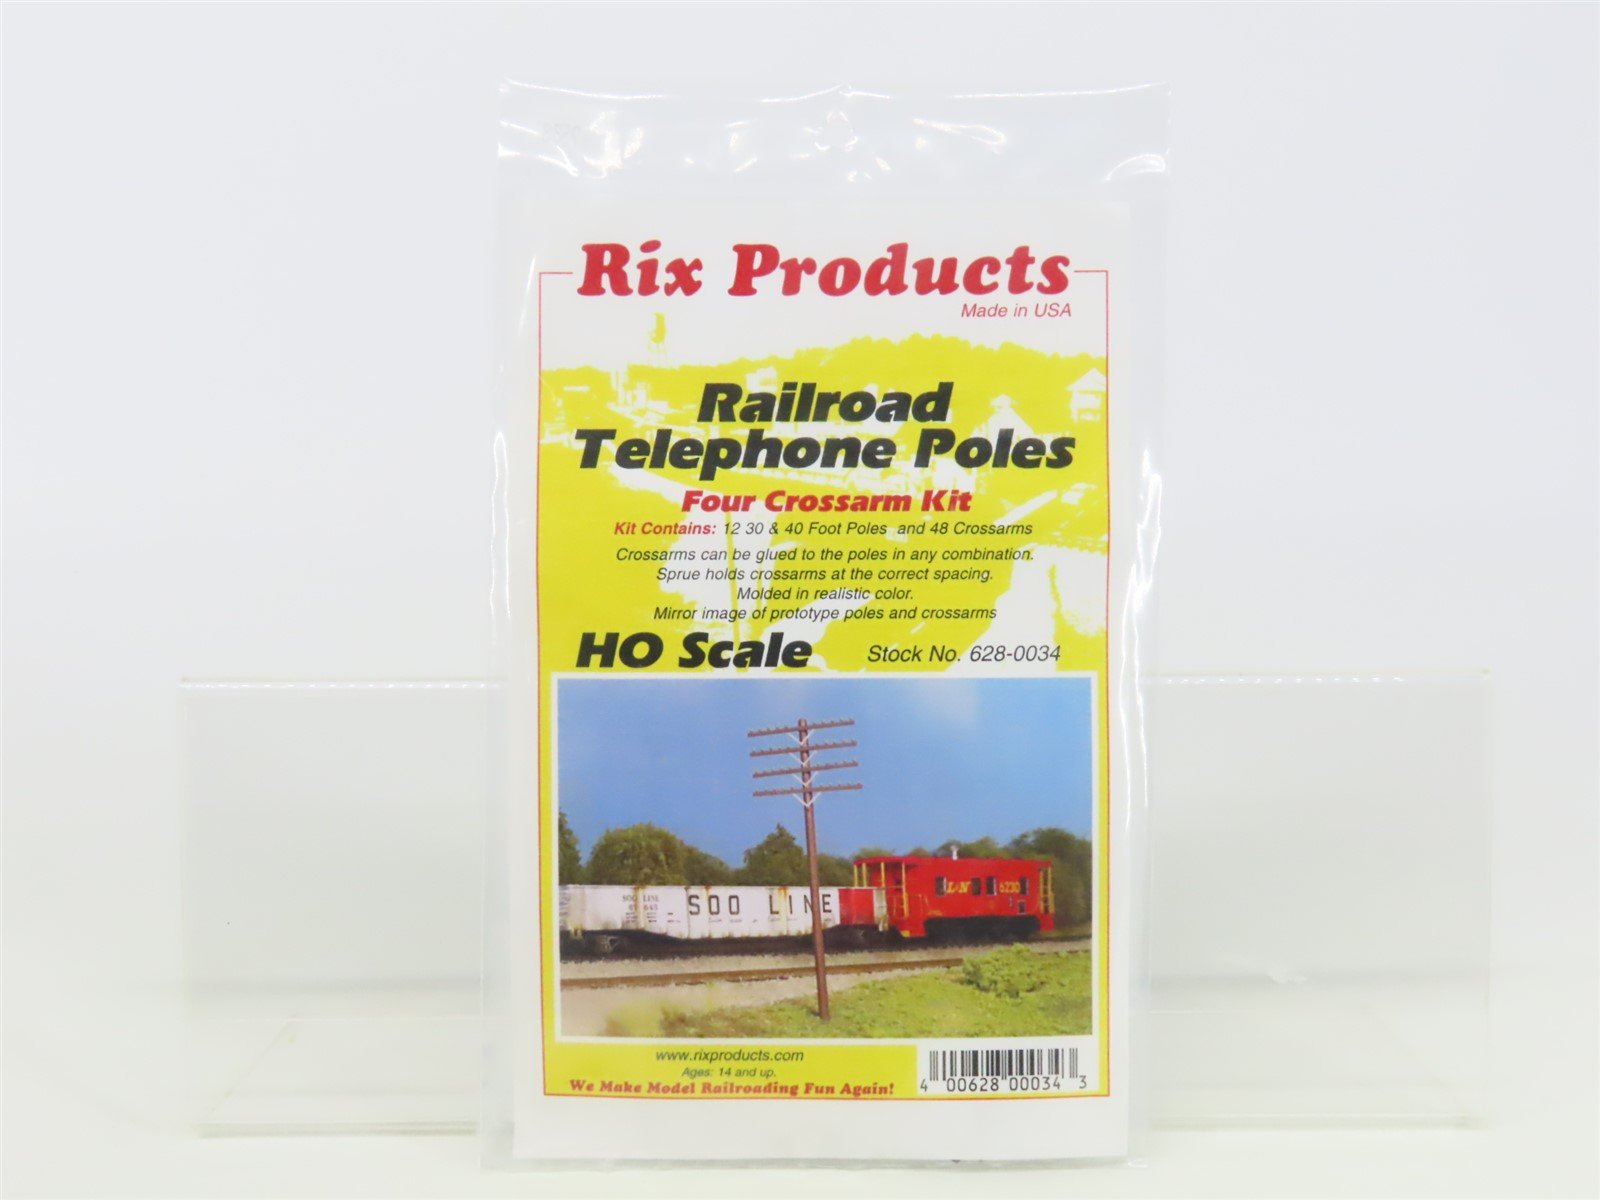 Rix Products
Made in USA
Railroad
Telephone Poles
Four Crossarm Kit
Kit Contains: 12 30 & 40 Foot Poles and 48 Crossarms
Crossarms can be glued to the poles in any combination.
Sprue holds crossarms at the correct spacing.
Molded in realistic color.
Mirror image of prototype poles and crossarms
HO Scale
Stock No. 628-0034
L&N 6230
SOO LINE
SOO LINE
www.rixproducts.com
Ages: 14 and up.
We Make Model Railroading Fun Again!
4 00628 00034 3